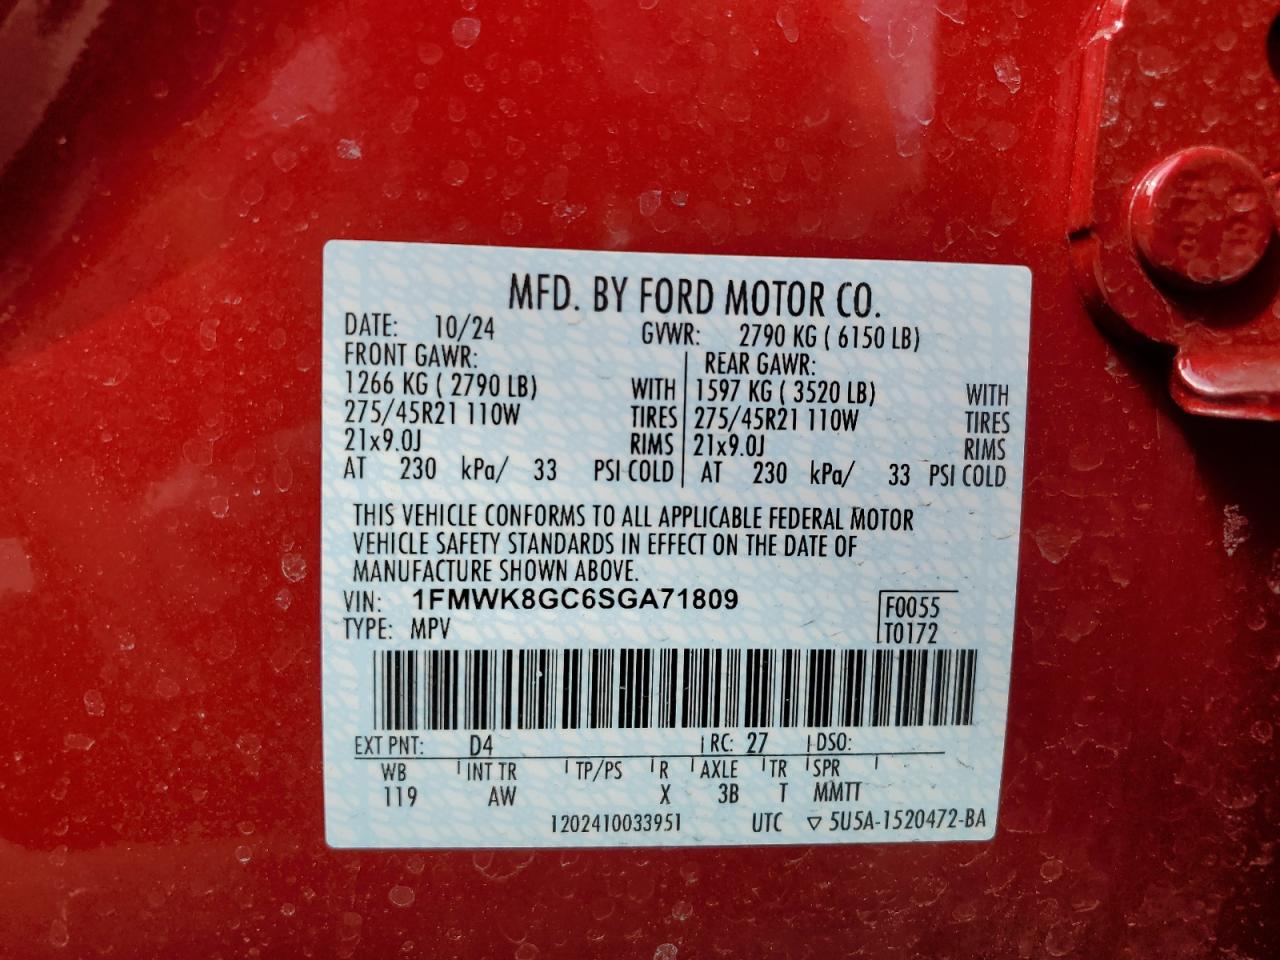 MFD. BY FORD MOTOR CO.
DATE: 10/24 GVWR: 2790 KG ( 6150 LB)
FRONT GAWR: REAR GAWR:
1266 KG ( 2790 LB) WITH 1597 KG ( 3520 LB) WITH
275/45R21 110W TIRES 275/45R21 110W TIRES
21x9.0J RIMS 21x9.0J RIMS
AT 230 kPa/ 33 PSI COLD AT 230 kPa/ 33 PSI COLD
THIS VEHICLE CONFORMS TO ALL APPLICABLE FEDERAL MOTOR
VEHICLE SAFETY STANDARDS IN EFFECT ON THE DATE OF
MANUFACTURE SHOWN ABOVE.
VIN: 1FMWK8GC6SGA71809 F0055
TYPE: MPV T0172
EXT PNT: D4 RC: 27 DSO:
WB INT TR TP/PS R AXLE TR SPR
119 AW X 3B T MMTT
1202410033951 UTC ▽ 5U5A-1520472-BA